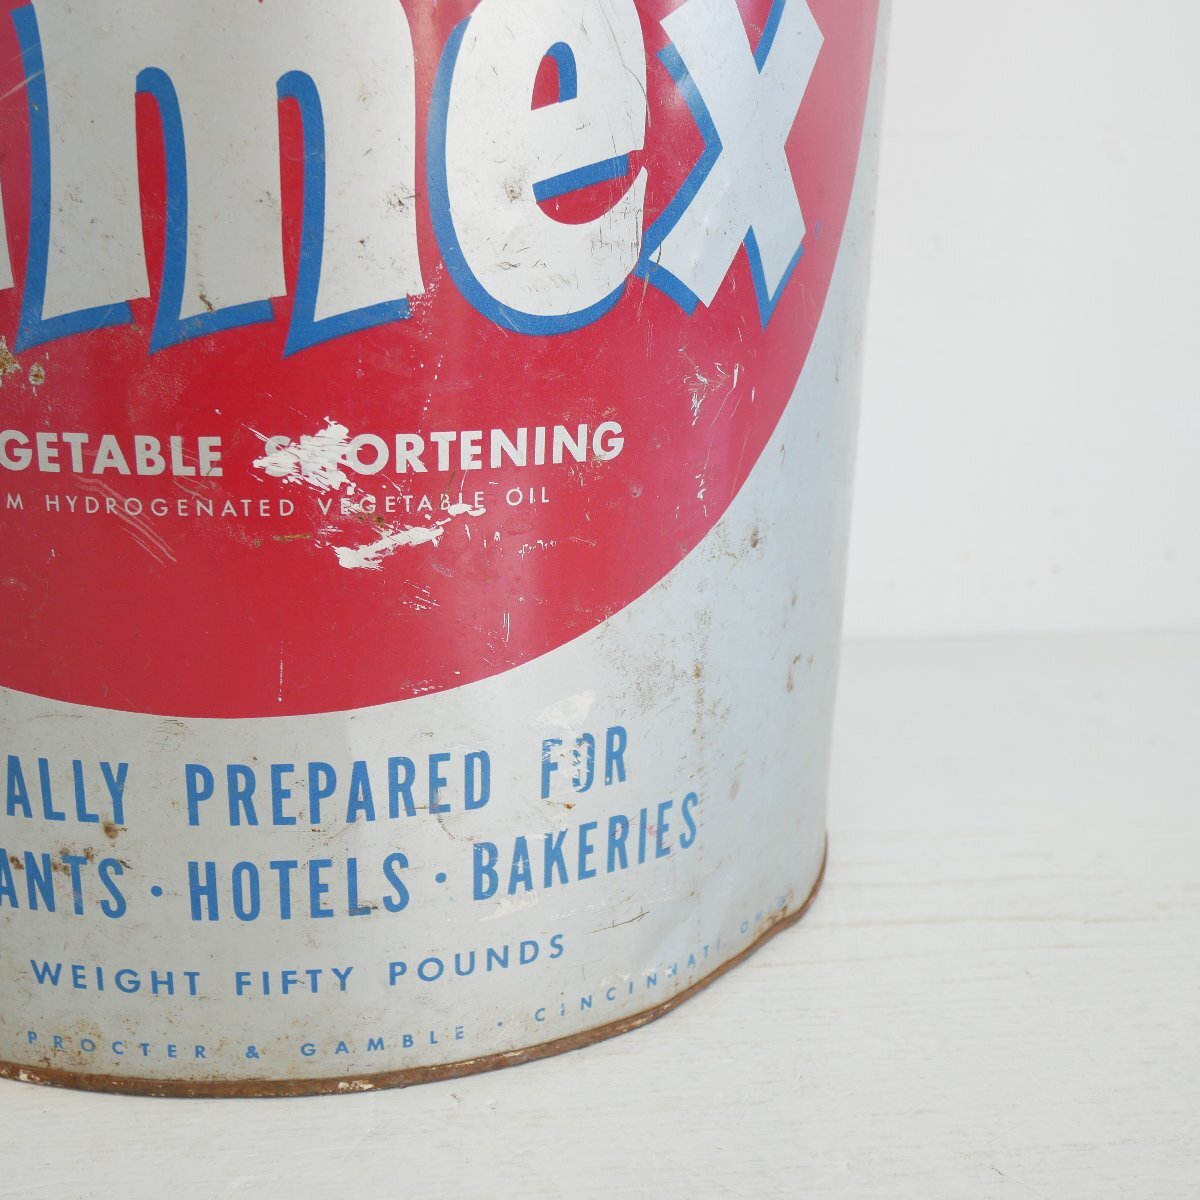 mex®
GETABLE SHORTENING
M HYDROGENATED VEGETABLE OIL
ALLY PREPARED FOR
ANTS · HOTELS · BAKERIES
WEIGHT FIFTY POUNDS
PROCTER & GAMBLE · CINCINNATI, OHIO